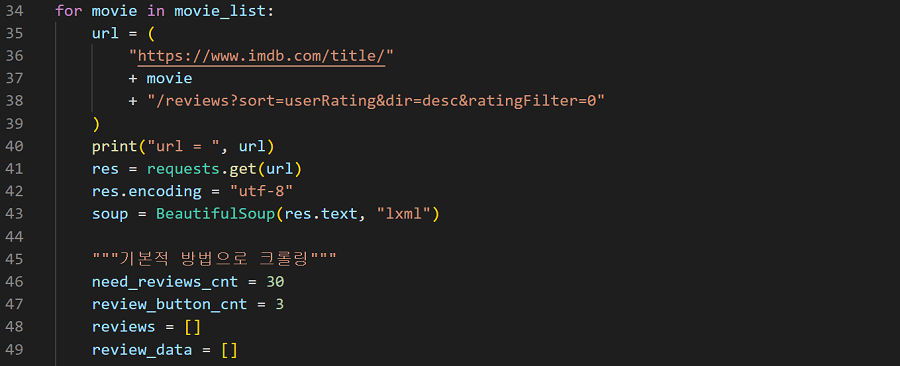 34 for movie in movie_list:
35     url = (
36         "https://www.imdb.com/title/"
37         + movie
38         + "/reviews?sort=userRating&dir=desc&ratingFilter=0"
39     )
40     print("url = ", url)
41     res = requests.get(url)
42     res.encoding = "utf-8"
43     soup = BeautifulSoup(res.text, "lxml")
44
45     """기본적 방법으로 크롤링"""
46     need_reviews_cnt = 30
47     review_button_cnt = 3
48     reviews = []
49     review_data = []